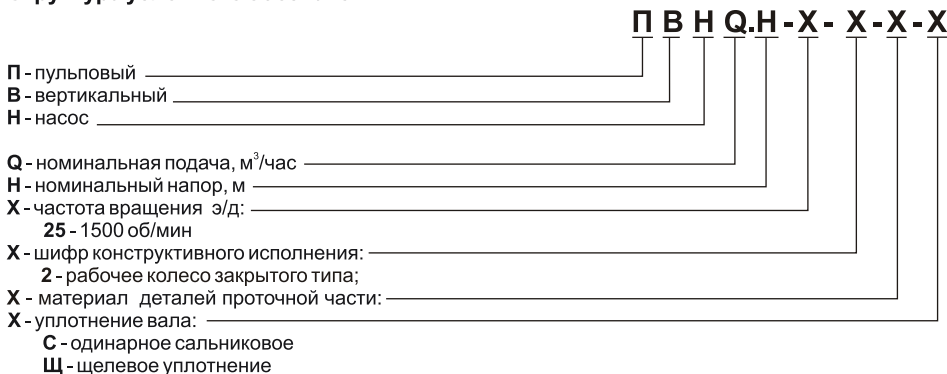 П В Н Q.Н-Х- Х-Х-Х
П - пульповый
В - вертикальный
Н - насос
Q - номинальная подача, м³/час
Н - номинальный напор, м
Х - частота вращения э/д:
25 - 1500 об/мин
Х - шифр конструктивного исполнения:
2 - рабочее колесо закрытого типа;
Х - материал деталей проточной части:
Х - уплотнение вала:
С - одинарное сальниковое
Щ - щелевое уплотнение